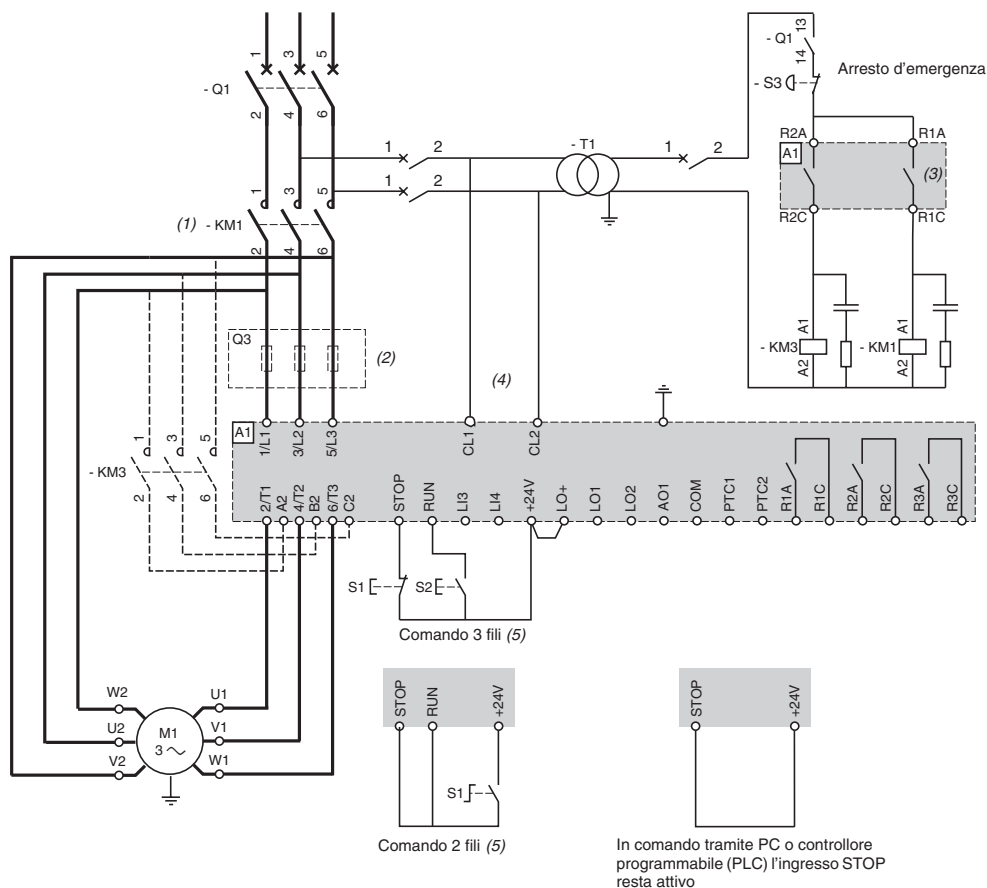 1 3 5
- Q1
2 4 6
13
- Q1
14
- S3
Arresto d'emergenza
1 2
- T1
1 2
1 2
R2A R1A
A1
(3)
R2C R1C
1 3 5
(1) - KM1
2 4 6
Q3
(2)
(4)
A1 A1
- KM3 - KM1
A2 A2
A1
1/L1 3/L2 5/L3 CL1 CL2
1 3 5
- KM3
2 4 6
2/T1 A2 4/T2 B2 6/T3 C2 STOP RUN LI3 LI4 +24V LO+ LO1 LO2 AO1 COM PTC1 PTC2 R1A R1C R2A R2C R3A R3C
S1 S2
Comando 3 fili (5)
W2 U1
U2 V1
V2 W1
M1
3
STOP RUN +24V
S1
Comando 2 fili (5)
STOP +24V
In comando tramite PC o controllore
programmabile (PLC) l'ingresso STOP
resta attivo